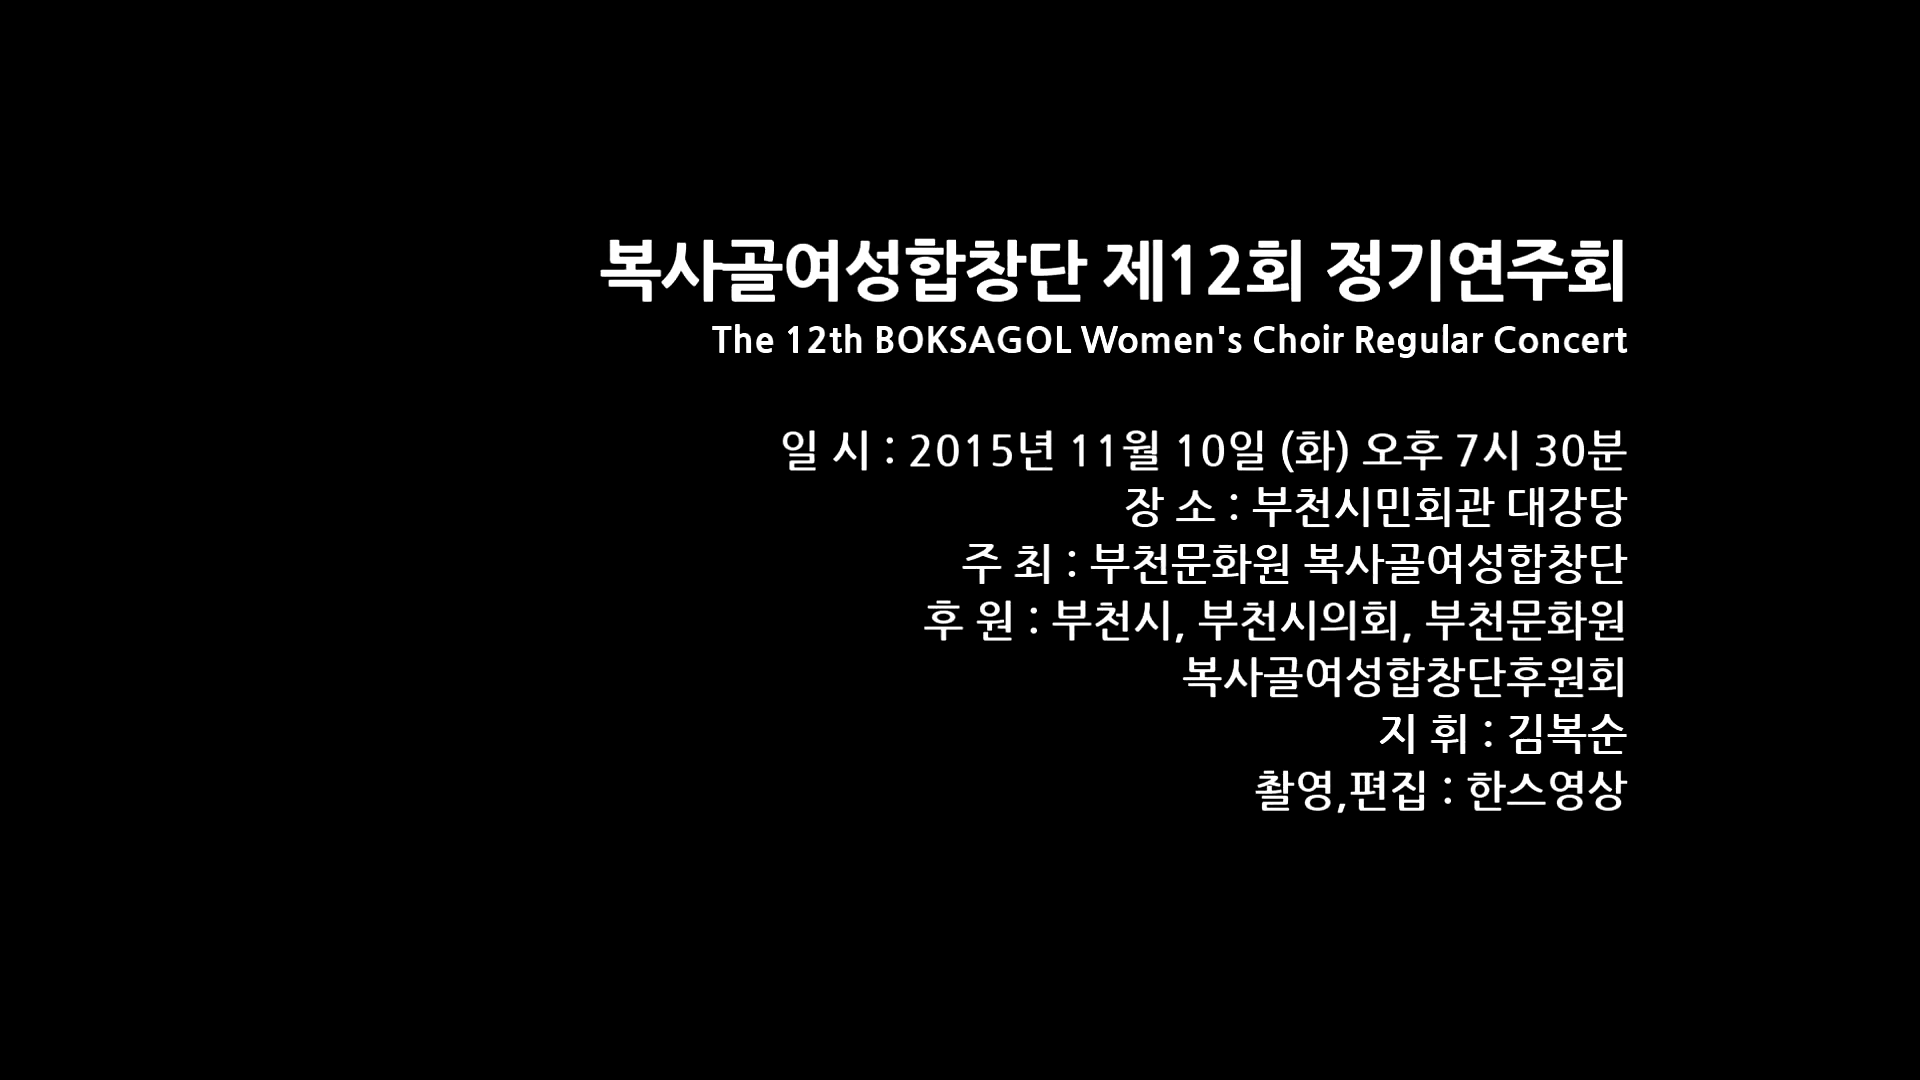 복사골여성합창단 제12회 정기연주회
The 12th BOKSAGOL Women's Choir Regular Concert
일 시 : 2015년 11월 10일 (화) 오후 7시 30분
장 소 : 부천시민회관 대강당
주 최 : 부천문화원 복사골여성합창단
후 원 : 부천시, 부천시의회, 부천문화원
복사골여성합창단후원회
지 휘 : 김복순
촬영,편집 : 한스영상